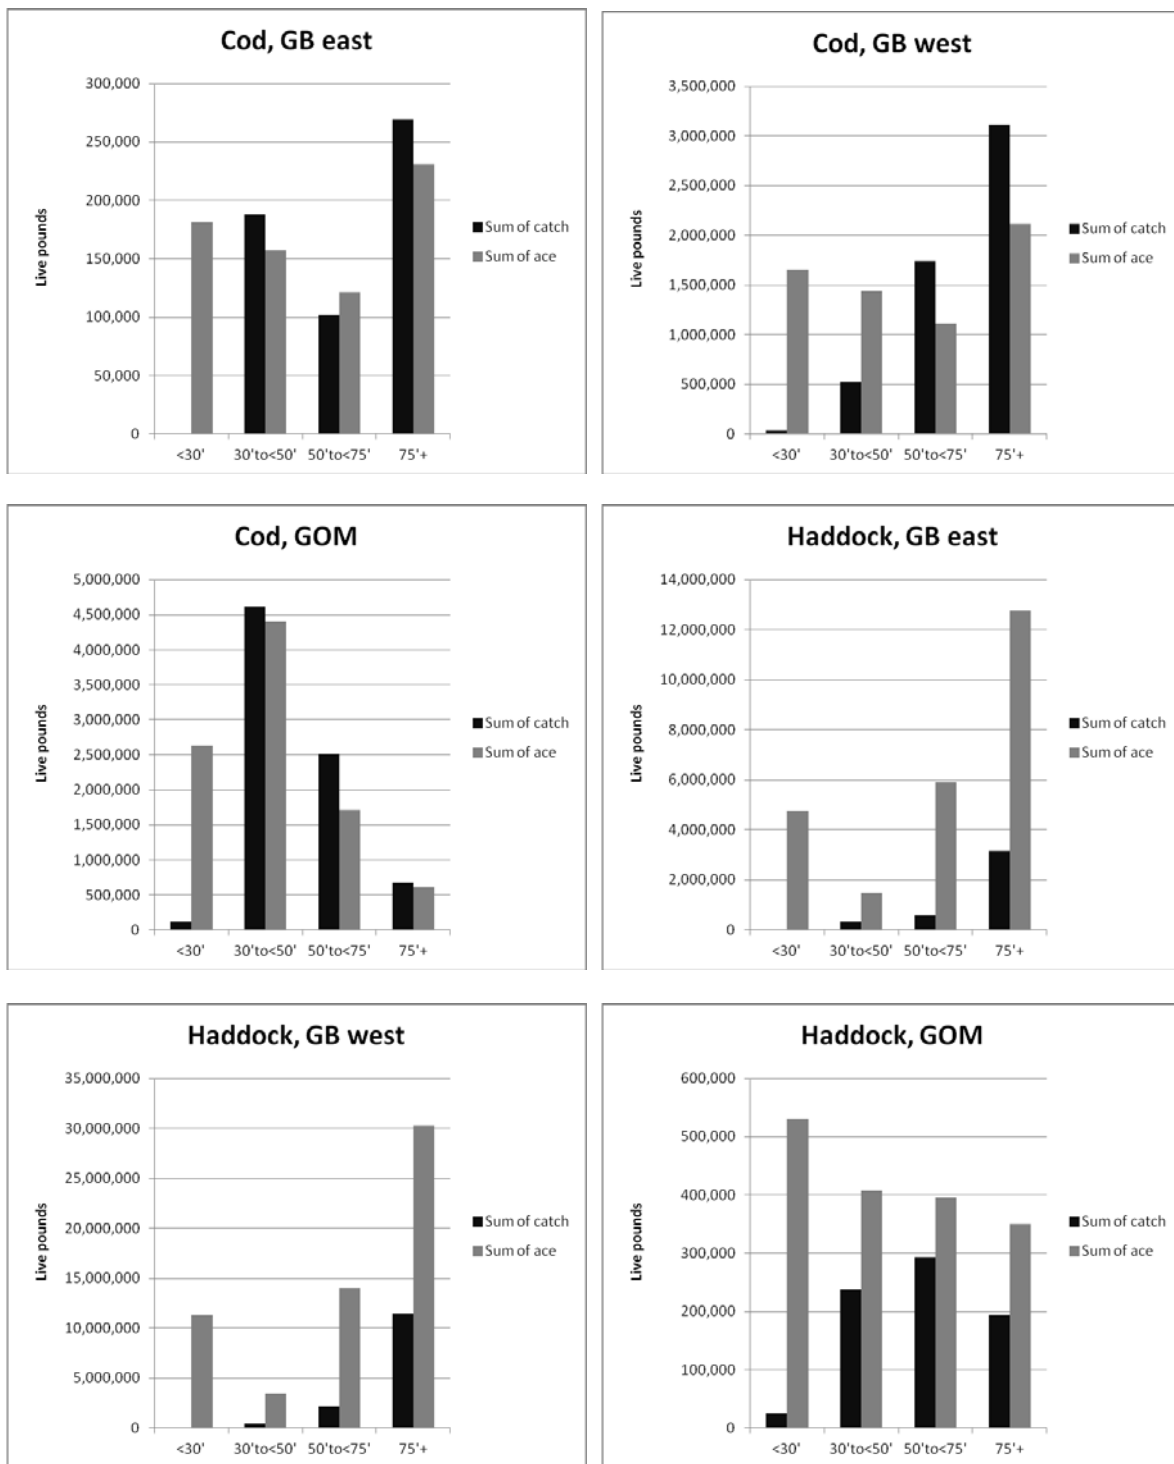 Cod, GB east
300,000
250,000
200,000
150,000
100,000
50,000
0
Live pounds
<30'
30'to<50'
50'to<75'
75'+
Sum of catch
Sum of ace
Cod, GB west
3,500,000
3,000,000
2,500,000
2,000,000
1,500,000
1,000,000
500,000
0
Live pounds
<30'
30'to<50'
50'to<75'
75'+
Sum of catch
Sum of ace
Cod, GOM
5,000,000
4,500,000
4,000,000
3,500,000
3,000,000
2,500,000
2,000,000
1,500,000
1,000,000
500,000
0
Live pounds
<30'
30'to<50'
50'to<75'
75'+
Sum of catch
Sum of ace
Haddock, GB east
14,000,000
12,000,000
10,000,000
8,000,000
6,000,000
4,000,000
2,000,000
0
Live pounds
<30'
30'to<50'
50'to<75'
75'+
Sum of catch
Sum of ace
Haddock, GB west
35,000,000
30,000,000
25,000,000
20,000,000
15,000,000
10,000,000
5,000,000
0
Live pounds
<30'
30'to<50'
50'to<75'
75'+
Sum of catch
Sum of ace
Haddock, GOM
600,000
500,000
400,000
300,000
200,000
100,000
0
Live pounds
<30'
30'to<50'
50'to<75'
75'+
Sum of catch
Sum of ace